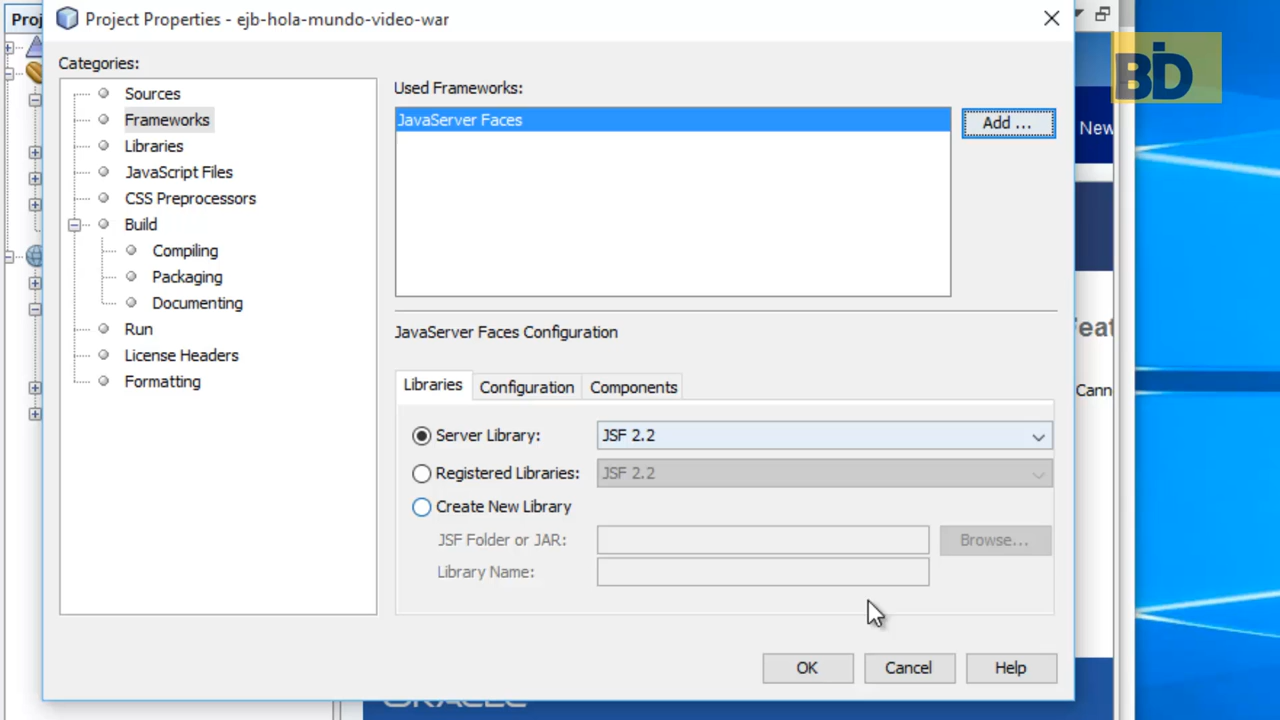 Proj
Project Properties - ejb-hola-mundo-video-war
BiD
Categories:
Sources
Frameworks
Libraries
JavaScript Files
CSS Preprocessors
Build
Compiling
Packaging
Documenting
Run
License Headers
Formatting
Used Frameworks:
JavaServer Faces
Add ...
New
JavaServer Faces Configuration
Feat
Libraries
Configuration
Components
Cann
Server Library:
JSF 2.2
Registered Libraries:
JSF 2.2
Create New Library
JSF Folder or JAR:
Browse...
Library Name:
OK
Cancel
Help